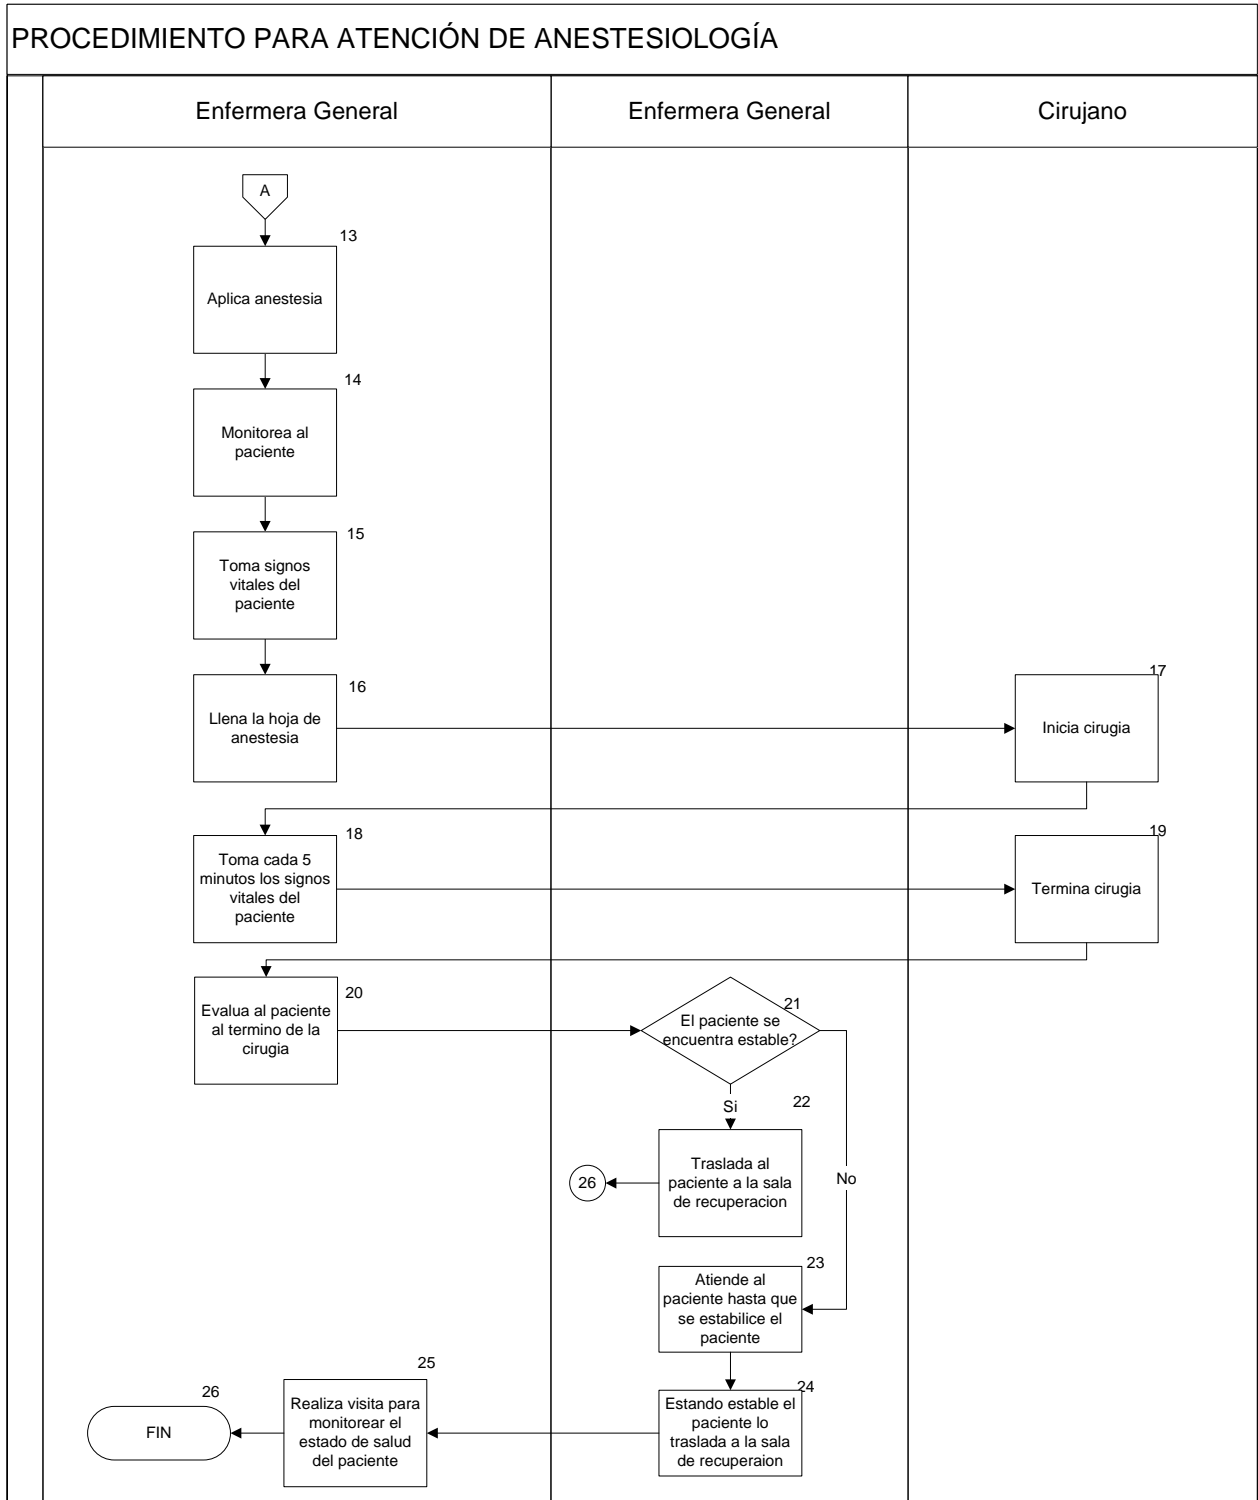 PROCEDIMIENTO PARA ATENCIÓN DE ANESTESIOLOGÍA
Enfermera General
Enfermera General
Cirujano
A
13
Aplica anestesia
14
Monitorea al
paciente
15
Toma signos
vitales del
paciente
16
Llena la hoja de
anestesia
17
Inicia cirugia
18
Toma cada 5
minutos los signos
vitales del
paciente
19
Termina cirugia
20
Evalua al paciente
al termino de la
cirugia
21
El paciente se
encuentra estable?
Si
22
Traslada al
paciente a la sala
de recuperacion
26
No
23
Atiende al
paciente hasta que
se estabilice el
paciente
24
Estando estable el
paciente lo
traslada a la sala
de recuperaion
25
Realiza visita para
monitorear el
estado de salud
del paciente
26
FIN